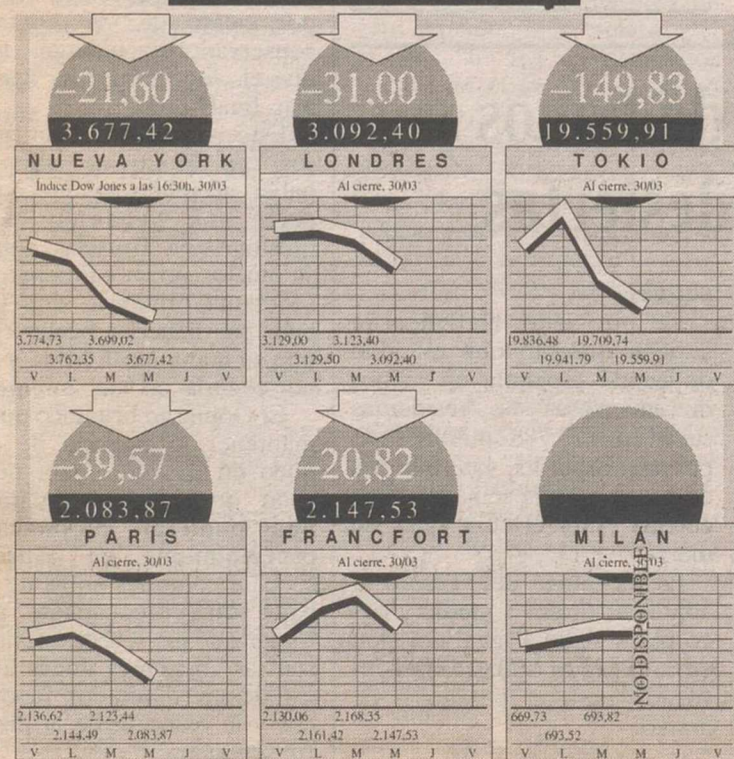 −21,60
3.677,42
NUEVA YORK
Índice Dow Jones a las 16:30h, 30/03
3.774,73 3.699,02
3.762,35 3.677,42
V L M M J V
−31,00
3.092,40
LONDRES
Al cierre, 30/03
3.129,00 3.123,40
3.129,50 3.092,40
V L M M J V
−149,83
19.559,91
TOKIO
Al cierre, 30/03
19.836,48 19.709,74
19.941,79 19.559,91
V L M M J V
−39,57
2.083,87
PARÍS
Al cierre, 30/03
2.136,62 2.123,44
2.144,49 2.083,87
V L M M J V
−20,82
2.147,53
FRANCFORT
Al cierre, 30/03
2.130,06 2.168,35
2.161,42 2.147,53
V L M M J V
MILÁN
Al cierre, 30/03
NO DISPONIBLE
669,73 693,82
693,52
V L M M J V